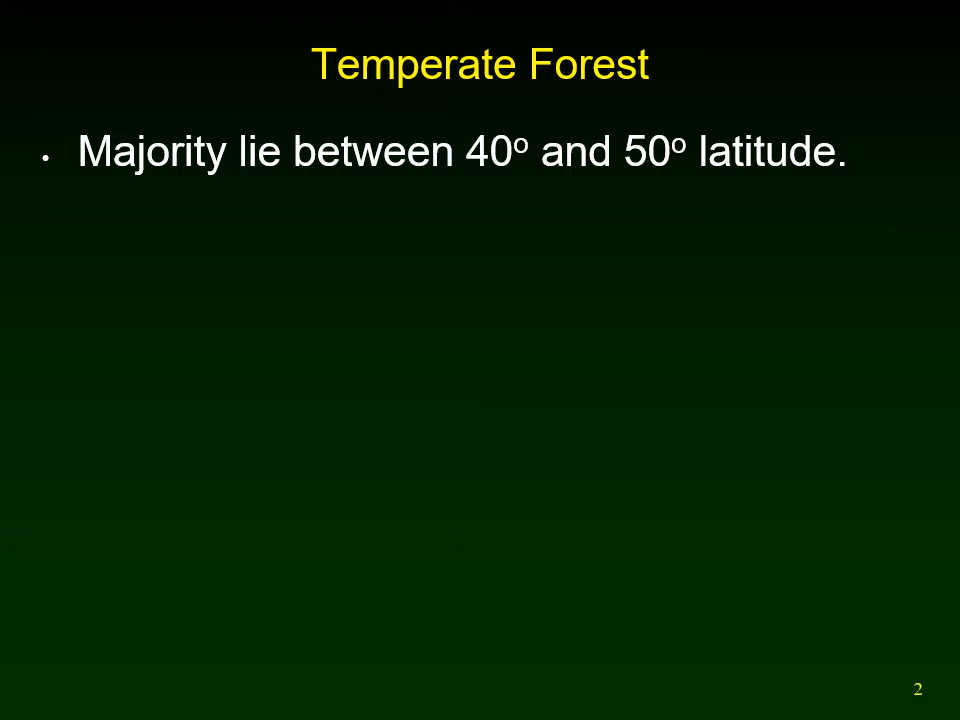 Temperate Forest
• Majority lie between 40º and 50º latitude.
2